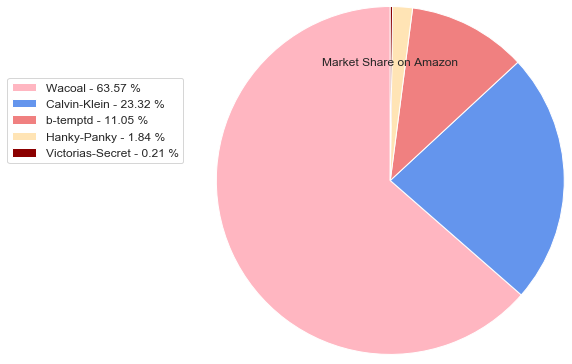 Market Share on Amazon
Wacoal - 63.57 %
Calvin-Klein - 23.32 %
b-temptd - 11.05 %
Hanky-Panky - 1.84 %
Victorias-Secret - 0.21 %